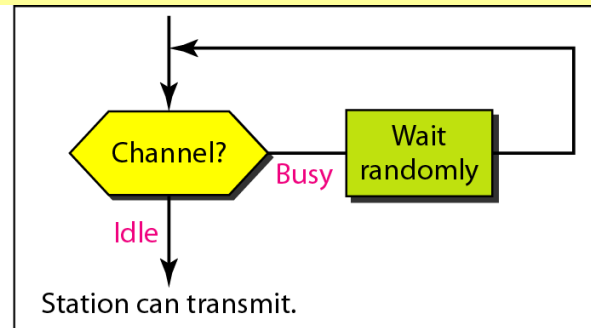 Channel?
Busy
Wait
randomly
Idle
Station can transmit.